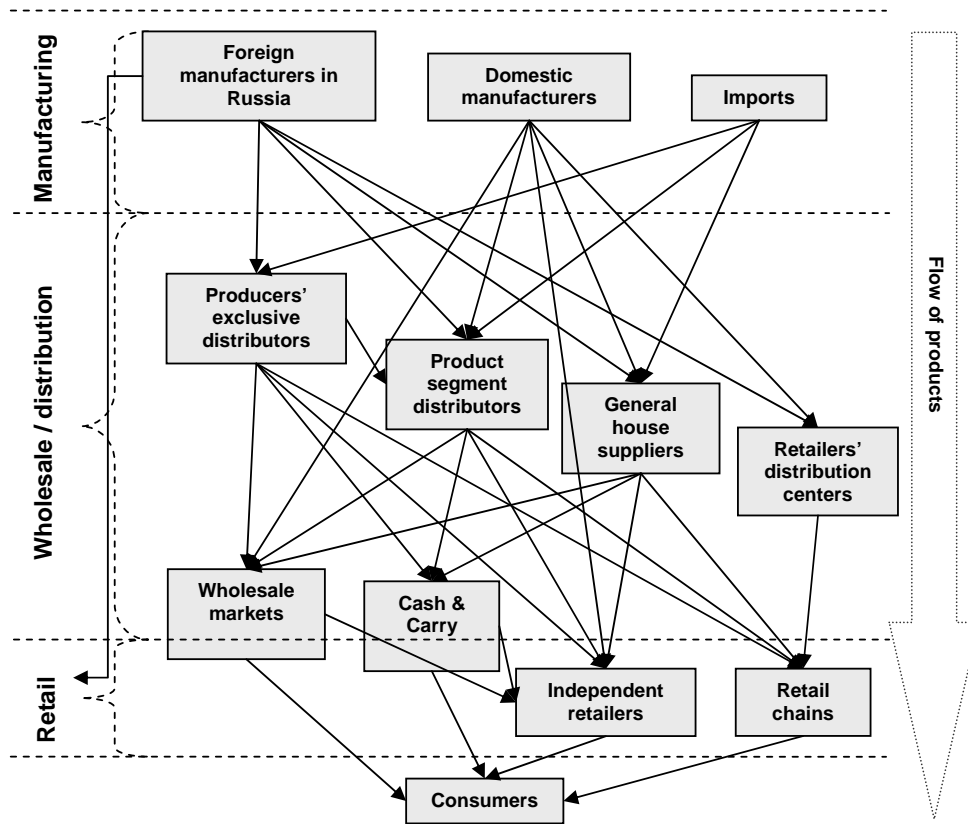 Manufacturing
Foreign
manufacturers in
Russia
Domestic
manufacturers
Imports
Flow of products
Wholesale / distribution
Producers’
exclusive
distributors
Product
segment
distributors
General
house
suppliers
Retailers’
distribution
centers
Wholesale
markets
Cash &
Carry
Retail
Independent
retailers
Retail
chains
Consumers